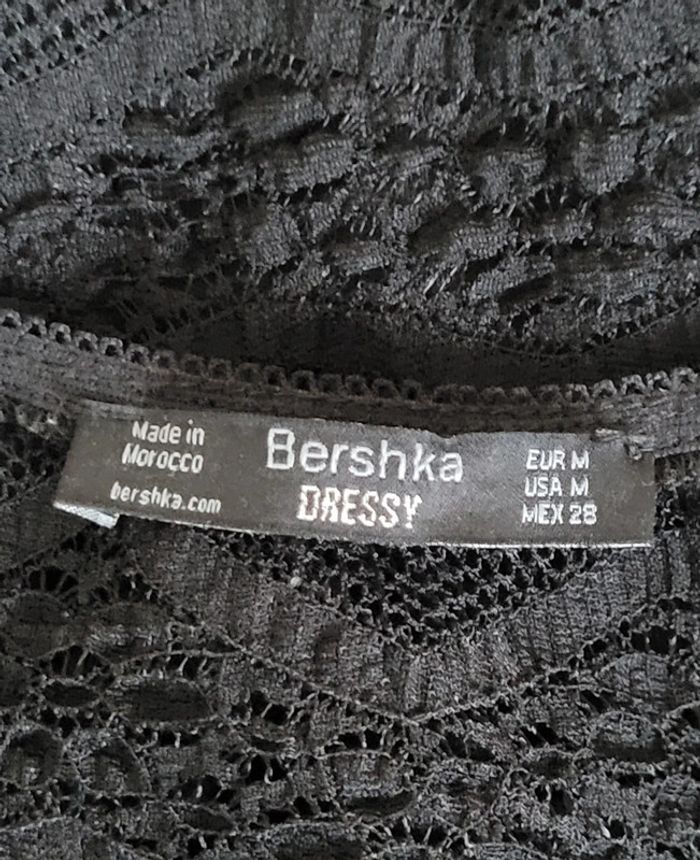 Made in
Morocco
bershka.com
Bershka
DRESSY
EUR M
USA M
MEX 28